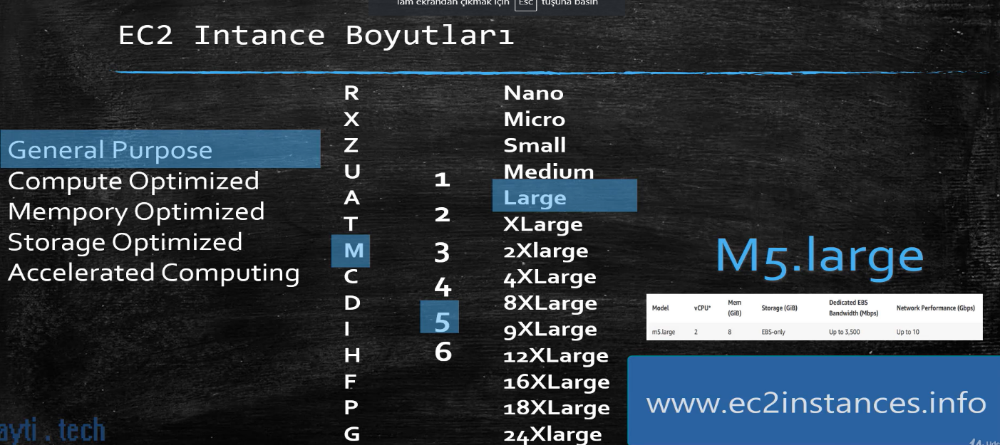 Tam ekrandan çıkmak için Esc tuşuna basın
EC2 Intance Boyutları
General Purpose
Compute Optimized
Mempory Optimized
Storage Optimized
Accelerated Computing
R
X
Z
U
A
T
M
C
D
I
H
F
P
G
1
2
3
4
5
6
Nano
Micro
Small
Medium
Large
XLarge
2Xlarge
4XLarge
8XLarge
9XLarge
12XLarge
16XLarge
18XLarge
24Xlarge
M5.large
Model vCPU* Mem (GiB) Storage (GiB) Dedicated EBS Bandwidth (Mbps) Network Performance (Gbps)
m5.large 2 8 EBS-only Up to 3,500 Up to 10
www.ec2instances.info
ayti . tech